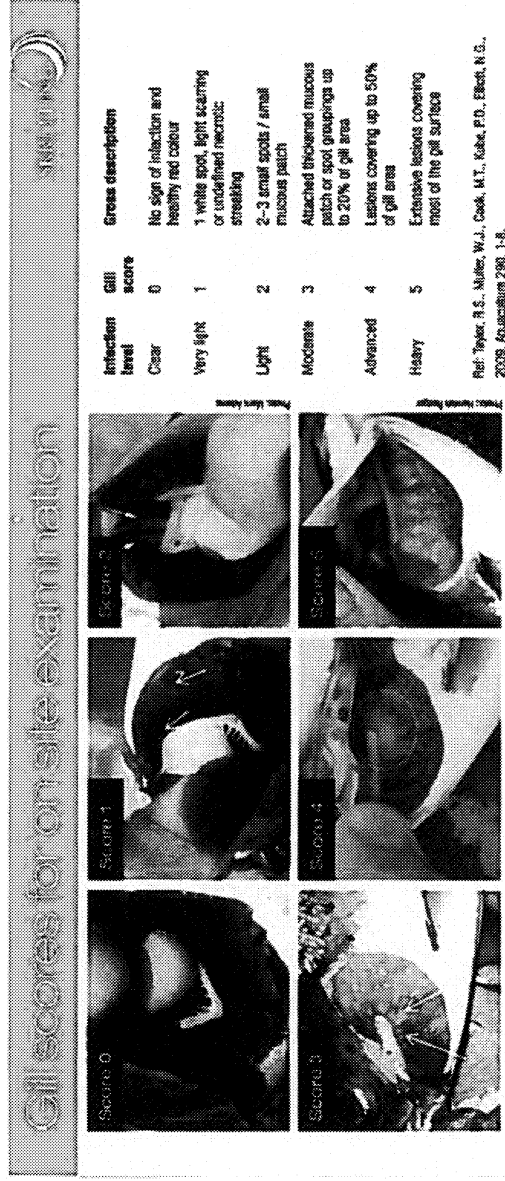 Gill scores for on site examination
Score 0
Score 1
Score 2
Score 3
Score 4
Score 5
Infection level
Gill score
Gross description
Clear
0
No sign of infection and
healthy red colour
Very light
1
1 white spot, light scarring
or undefined necrotic
streaking
Light
2
2-3 small spots / small
mucous patch
Moderate
3
Attached thickened mucous
patch or spot groupings up
to 20% of gill area
Advanced
4
Lesions covering up to 50%
of gill area
Heavy
5
Extensive lesions covering
most of the gill surface
Ref: Taylor, R.S., Muller, W.J., Cook, M.T., Kube, P.D., Elliott, N.G.,
2009. Aquaculture 290, 1-8.